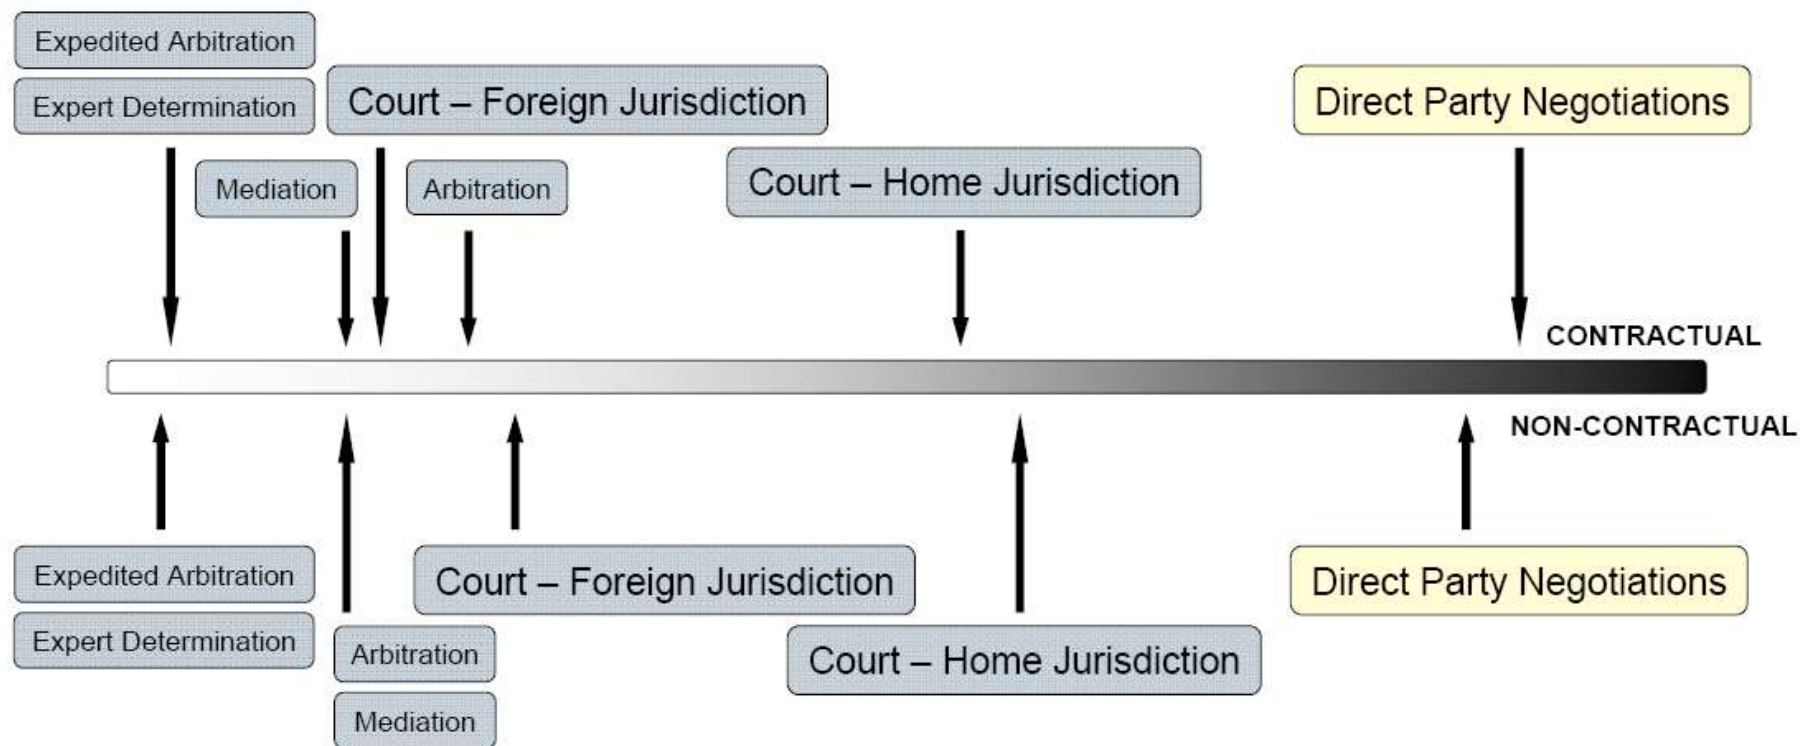 Expedited Arbitration
Expert Determination
Court – Foreign Jurisdiction
Direct Party Negotiations
Mediation
Arbitration
Court – Home Jurisdiction
CONTRACTUAL
NON-CONTRACTUAL
Expedited Arbitration
Expert Determination
Court – Foreign Jurisdiction
Direct Party Negotiations
Arbitration
Mediation
Court – Home Jurisdiction